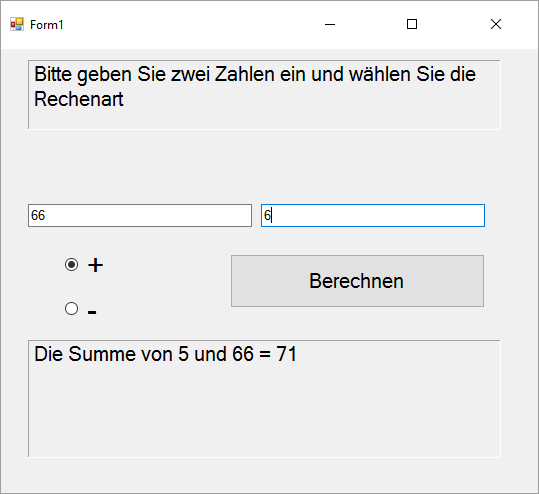 Form1
Bitte geben Sie zwei Zahlen ein und wählen Sie die
Rechenart
66 6
+
Berechnen
-
Die Summe von 5 und 66 = 71